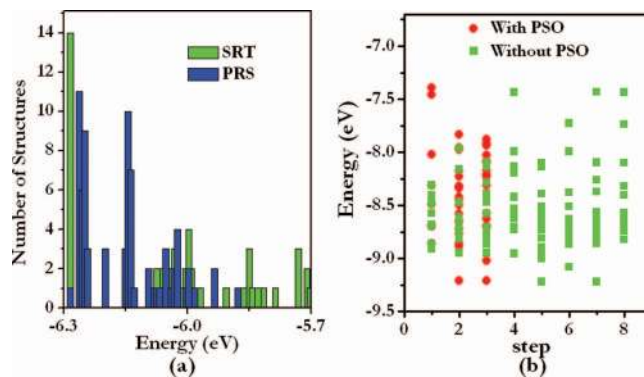 14
12
10
8
6
4
2
0
Number of Structures
SRT
PRS
-6.3
-6.0
-5.7
Energy (eV)
(a)
With PSO
Without PSO
-7.0
-7.5
-8.0
-8.5
-9.0
-9.5
Energy (eV)
0
2
4
6
8
step
(b)